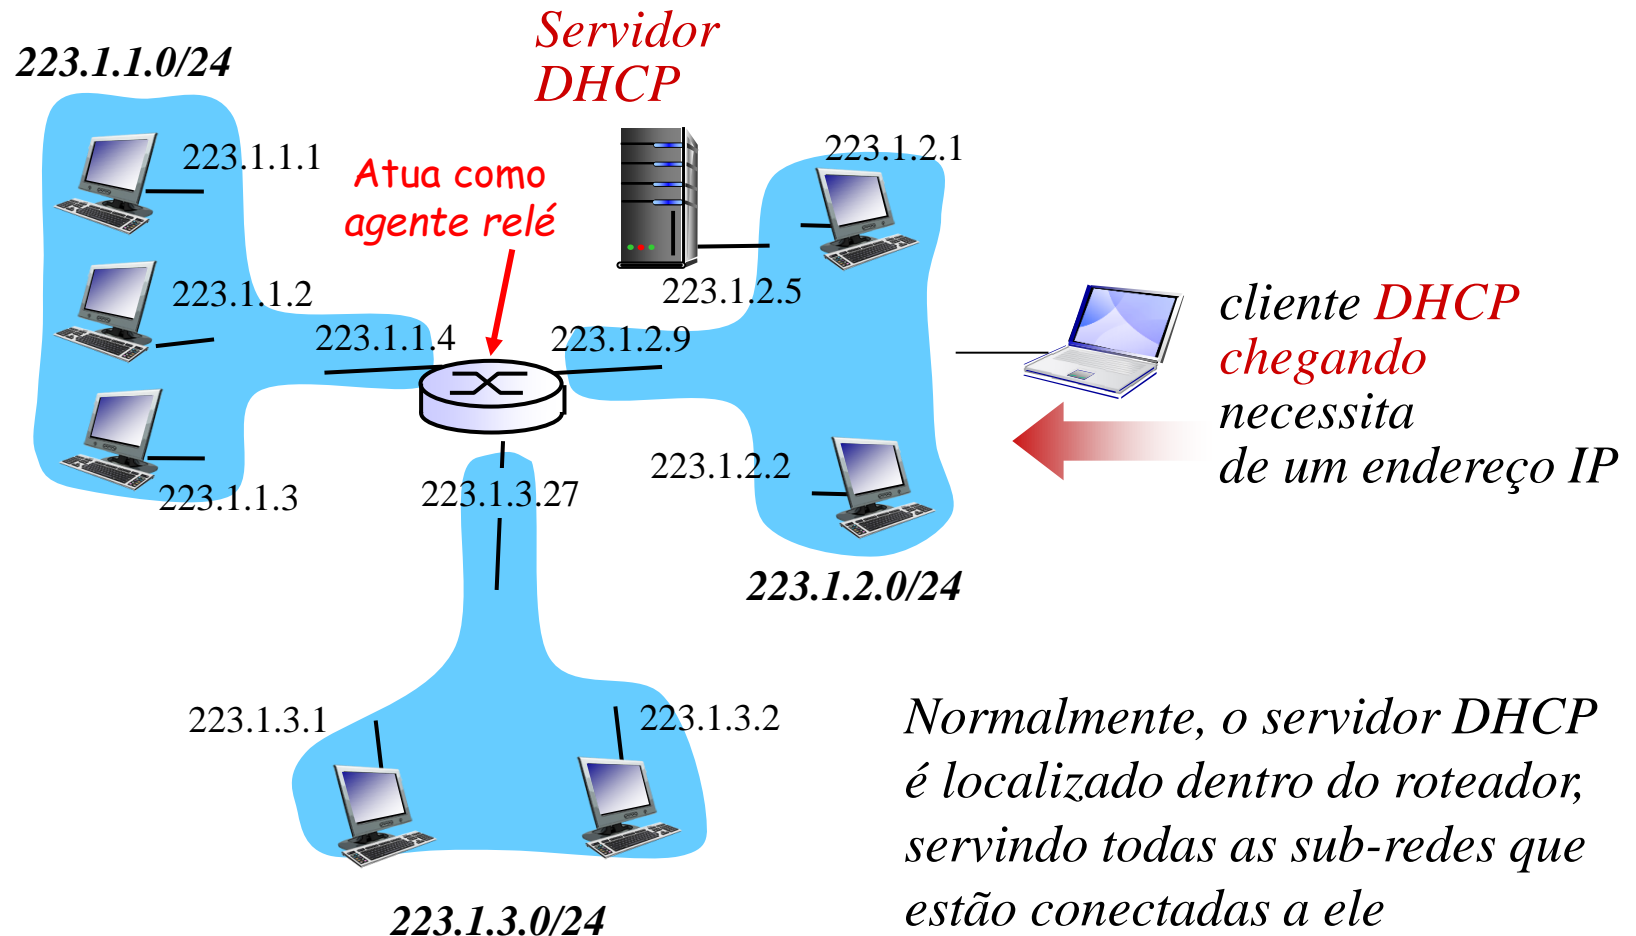 Servidor
DHCP
223.1.1.0/24
223.1.1.1
Atua como
agente relé
223.1.2.1
223.1.1.2
223.1.2.5
cliente DHCP
chegando
necessita
de um endereço IP
223.1.1.4
223.1.2.9
223.1.1.3
223.1.3.27
223.1.2.2
223.1.2.0/24
223.1.3.1
223.1.3.2
Normalmente, o servidor DHCP
é localizado dentro do roteador,
servindo todas as sub-redes que
estão conectadas a ele
223.1.3.0/24